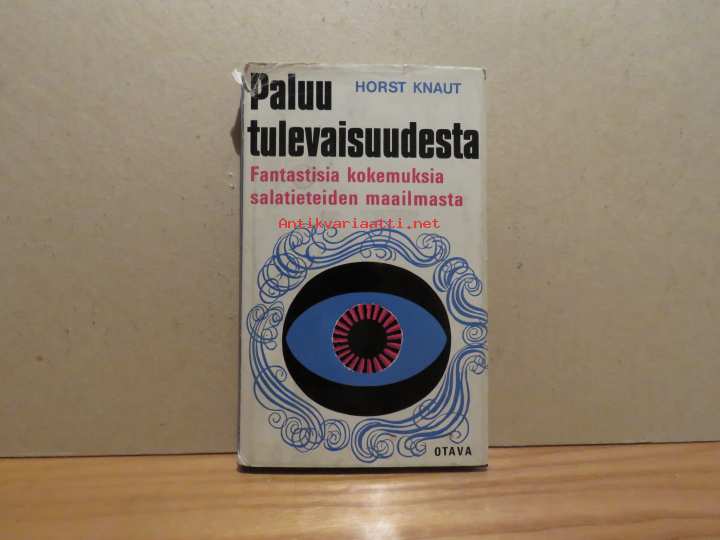 HORST KNAUT
Paluu
tulevaisuudesta
Fantastisia kokemuksia
salatieteiden maailmasta
Antikvariaatti.net
OTAVA